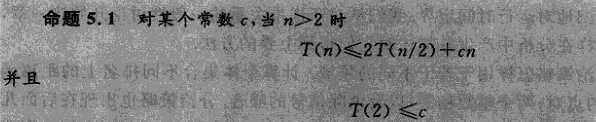 命题 5.1 对某个常数 c,当 n>2 时
T(n)≤2T(n/2)+cn
并且
T(2) ≤c